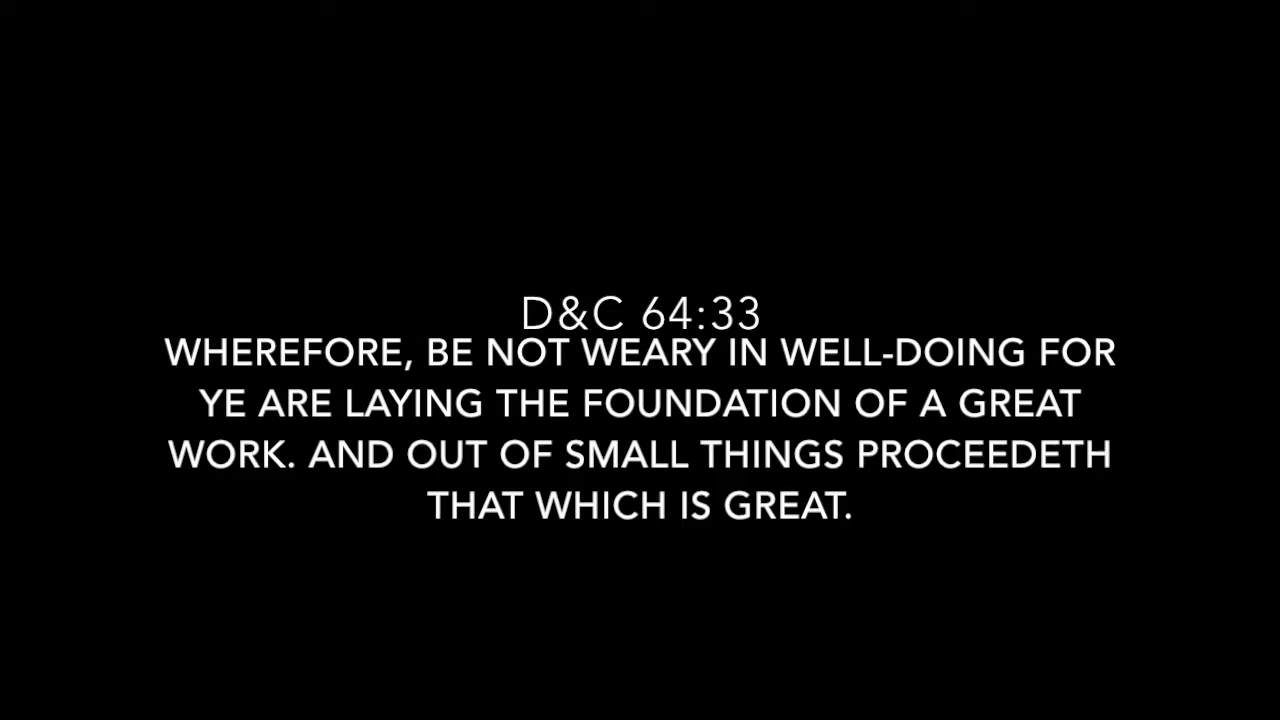 D&C 64:33
WHEREFORE, BE NOT WEARY IN WELL-DOING FOR
YE ARE LAYING THE FOUNDATION OF A GREAT
WORK. AND OUT OF SMALL THINGS PROCEEDETH
THAT WHICH IS GREAT.